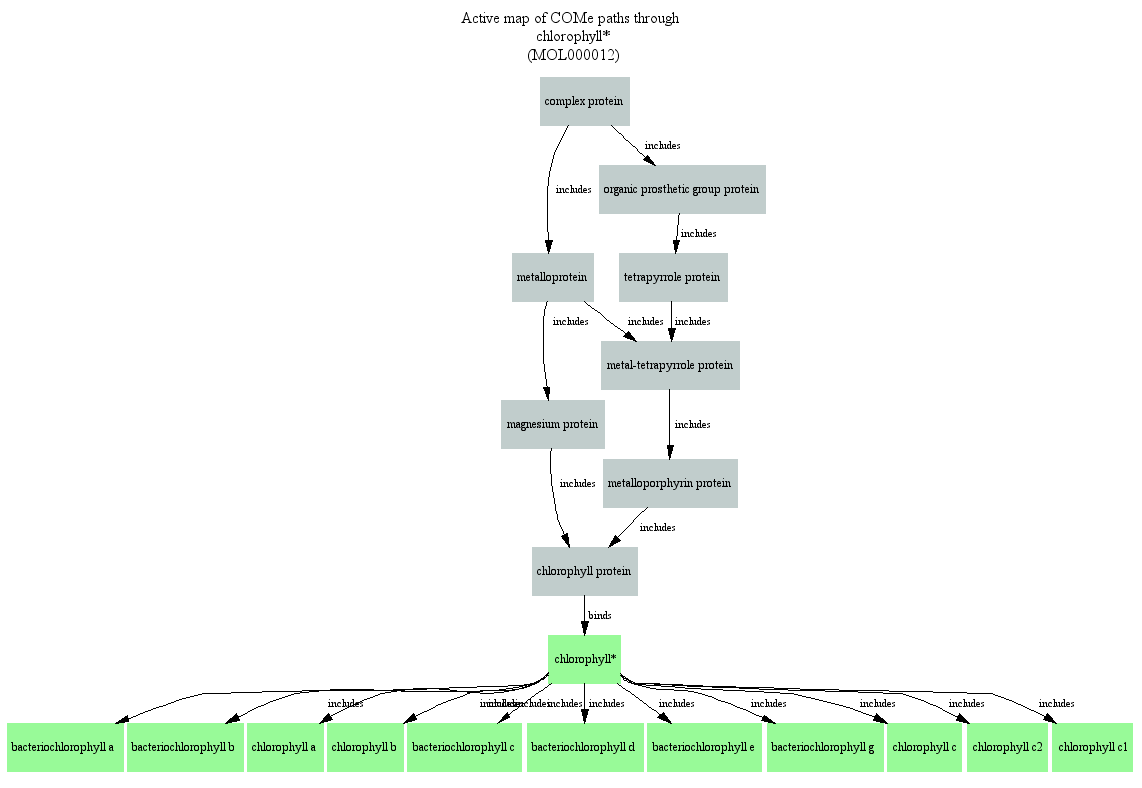 Active map of COMe paths through
chlorophyll*
(MOL000012)
complex protein
includes
includes
organic prosthetic group protein
includes
metalloprotein
tetrapyrrole protein
includes
includes
includes
metal-tetrapyrrole protein
magnesium protein
includes
includes
metalloporphyrin protein
includes
chlorophyll protein
binds
chlorophyll*
includes
includes
includes
includes
includes
includes
includes
includes
includes
bacteriochlorophyll a
bacteriochlorophyll b
chlorophyll a
chlorophyll b
bacteriochlorophyll c
bacteriochlorophyll d
bacteriochlorophyll e
bacteriochlorophyll g
chlorophyll c
chlorophyll c2
chlorophyll c1